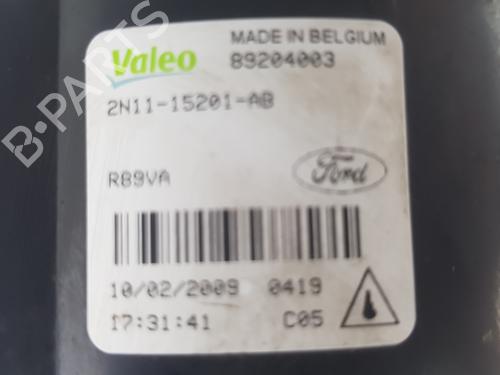 Valeo
MADE IN BELGIUM
89204003
2N11-15201-AB
R89VA
Ford
10/02/2009 0419
17:31:41 C05
B-PARTS